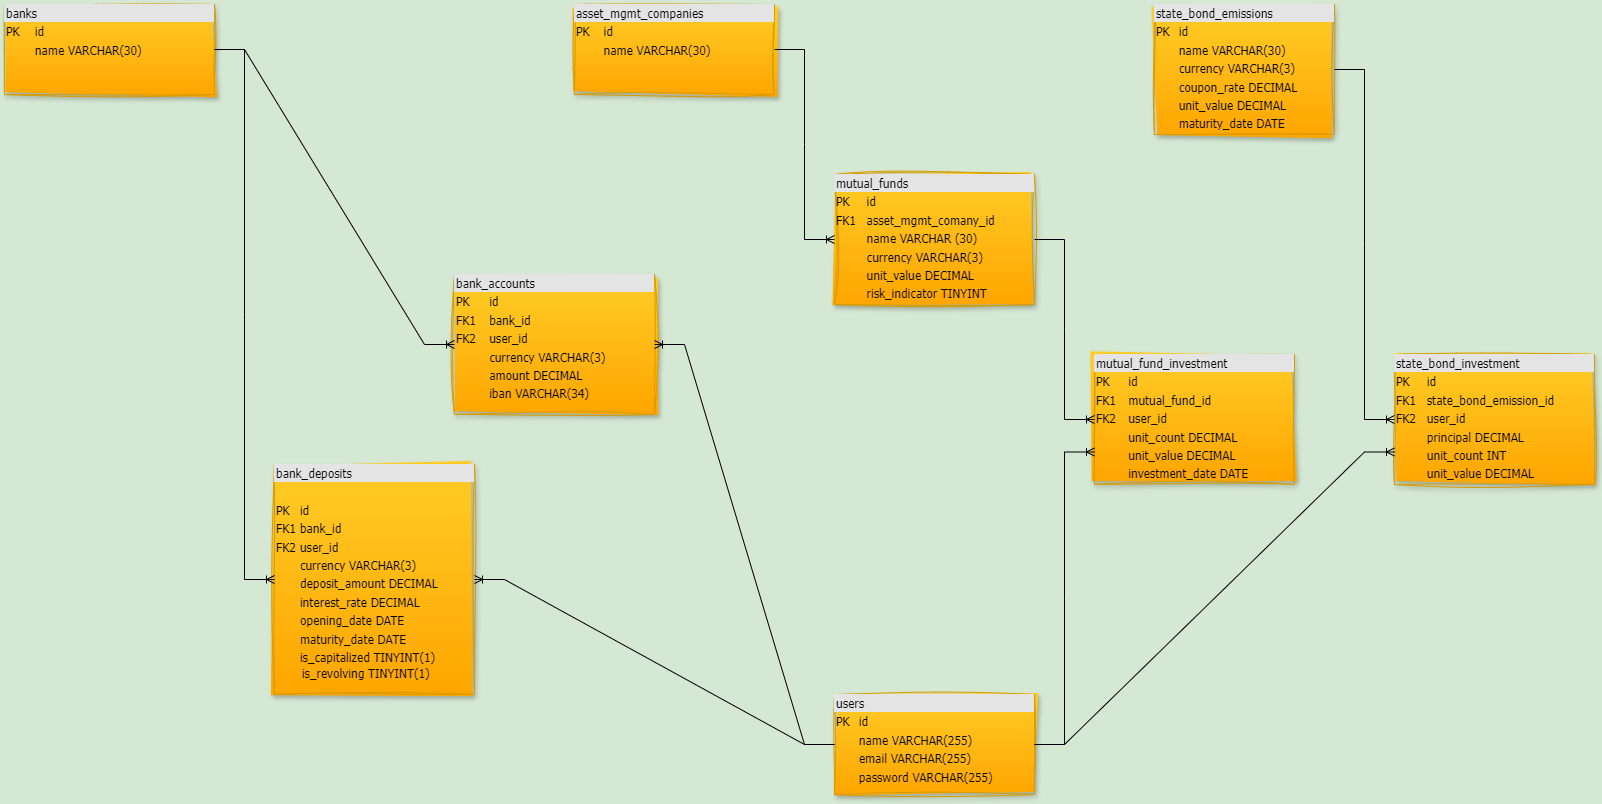 banks
PK id
name VARCHAR(30)
asset_mgmt_companies
PK id
name VARCHAR(30)
state_bond_emissions
PK id
name VARCHAR(30)
currency VARCHAR(3)
coupon_rate DECIMAL
unit_value DECIMAL
maturity_date DATE
mutual_funds
PK id
FK1 asset_mgmt_comany_id
name VARCHAR (30)
currency VARCHAR(3)
unit_value DECIMAL
risk_indicator TINYINT
bank_accounts
PK id
FK1 bank_id
FK2 user_id
currency VARCHAR(3)
amount DECIMAL
iban VARCHAR(34)
mutual_fund_investment
PK id
FK1 mutual_fund_id
FK2 user_id
unit_count DECIMAL
unit_value DECIMAL
investment_date DATE
state_bond_investment
PK id
FK1 state_bond_emission_id
FK2 user_id
principal DECIMAL
unit_count INT
unit_value DECIMAL
bank_deposits
PK id
FK1 bank_id
FK2 user_id
currency VARCHAR(3)
deposit_amount DECIMAL
interest_rate DECIMAL
opening_date DATE
maturity_date DATE
is_capitalized TINYINT(1)
is_revolving TINYINT(1)
users
PK id
name VARCHAR(255)
email VARCHAR(255)
password VARCHAR(255)